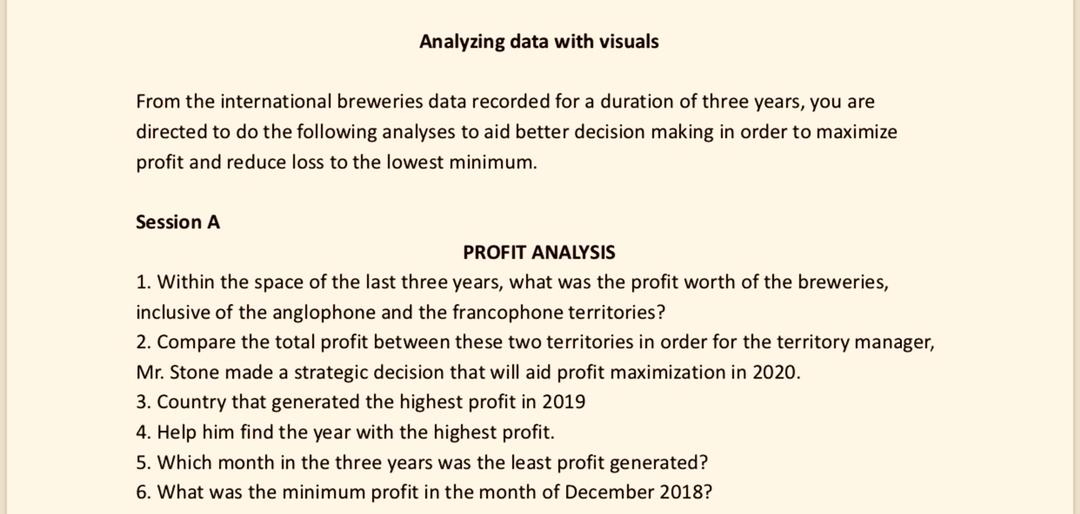 Analyzing data with visuals
From the international breweries data recorded for a duration of three years, you are
directed to do the following analyses to aid better decision making in order to maximize
profit and reduce loss to the lowest minimum.
Session A
PROFIT ANALYSIS
1. Within the space of the last three years, what was the profit worth of the breweries,
inclusive of the anglophone and the francophone territories?
2. Compare the total profit between these two territories in order for the territory manager,
Mr. Stone made a strategic decision that will aid profit maximization in 2020.
3. Country that generated the highest profit in 2019
4. Help him find the year with the highest profit.
5. Which month in the three years was the least profit generated?
6. What was the minimum profit in the month of December 2018?